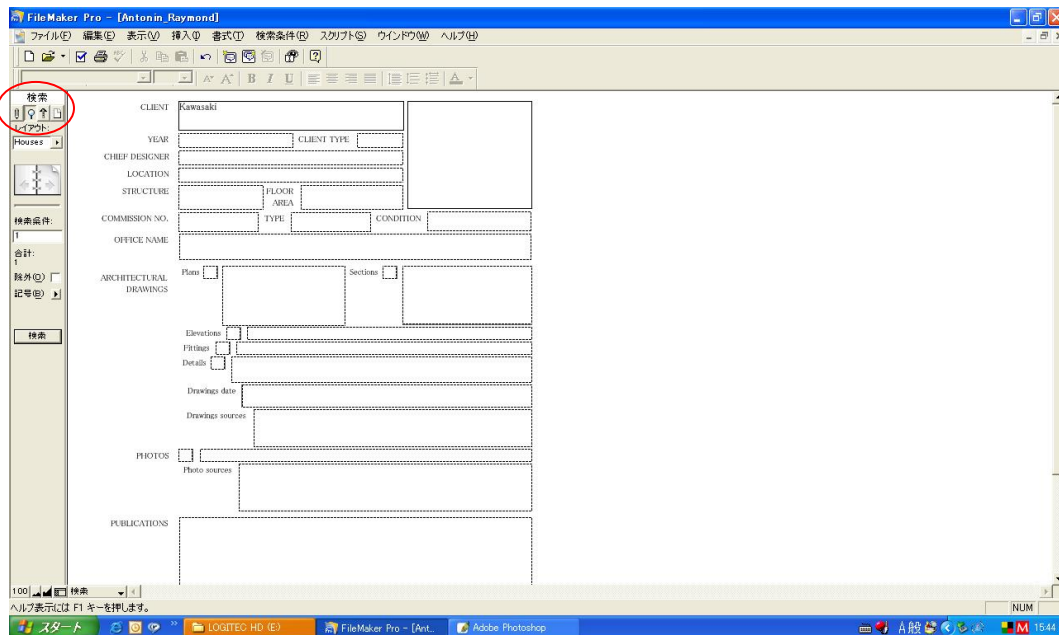 FileMaker Pro - [Antonin_Raymond]
ファイル(F) 編集(E) 表示(V) 挿入(I) 書式(T) 検索条件(R) スクリプト(S) ウインドウ(W) ヘルプ(H)
B I U A
検索
レイアウト:
Houses
検索条件:
1
合計:
1
除外(O)
記号(B)
検索
CLIENT Kawasaki
YEAR CLIENT TYPE
CHIEF DESIGNER
LOCATION
STRUCTURE FLOOR AREA
COMMISSION NO. TYPE CONDITION
OFFICE NAME
ARCHITECTURAL DRAWINGS Plans Sections
Elevations
Fittings
Details
Drawings date
Drawings sources
PHOTOS
Photo sources
PUBLICATIONS
100 検索
ヘルプ表示には F1 キーを押します。 NUM
スタート LOGITEC HD (E:) FileMaker Pro - [Ant... Adobe Photoshop A 般 15:44